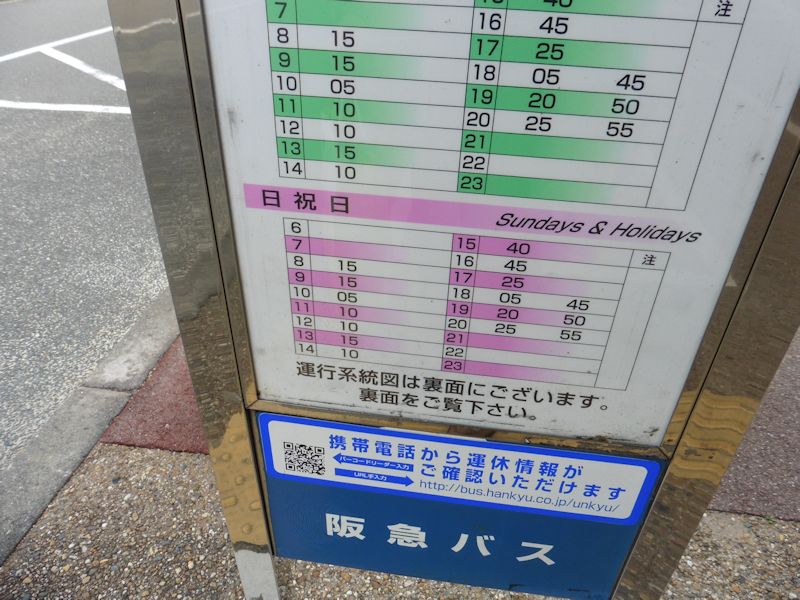 7
8 15
9 15
10 05
11 10
12 10
13 15
14 10
40
16 45
17 25
18 05 45
19 20 50
20 25 55
21
22
23
注
日祝日 Sundays & Holidays
6
7
8 15
9 15
10 05
11 10
12 10
13 15
14 10
15 40
16 45
17 25
18 05 45
19 20 50
20 25 55
21
22
23
注
運行系統図は裏面にございます。
裏面をご覧下さい。
携帯電話から運休情報が
バーコードリーダー入力
ご確認いただけます
URL手入力
http://bus.hankyu.co.jp/unkyu/
阪急バス